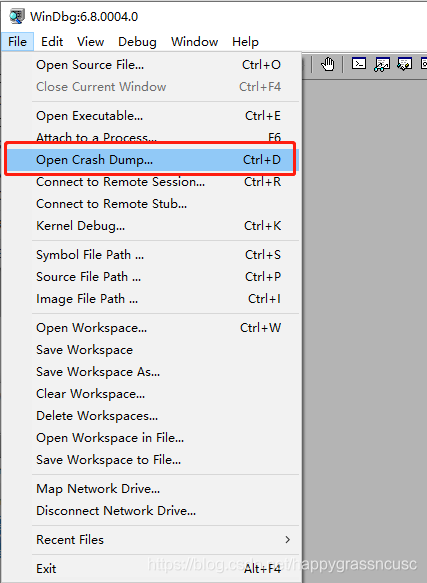 WinDbg:6.8.0004.0
File Edit View Debug Window Help
Open Source File... Ctrl+O
Close Current Window Ctrl+F4
Open Executable... Ctrl+E
Attach to a Process... F6
Open Crash Dump... Ctrl+D
Connect to Remote Session... Ctrl+R
Connect to Remote Stub...
Kernel Debug... Ctrl+K
Symbol File Path ... Ctrl+S
Source File Path ... Ctrl+P
Image File Path ... Ctrl+I
Open Workspace... Ctrl+W
Save Workspace
Save Workspace As...
Clear Workspace...
Delete Workspaces...
Open Workspace in File...
Save Workspace to File...
Map Network Drive...
Disconnect Network Drive...
Recent Files
Exit Alt+F4
https://blog.csdn.net/happygrassncusc